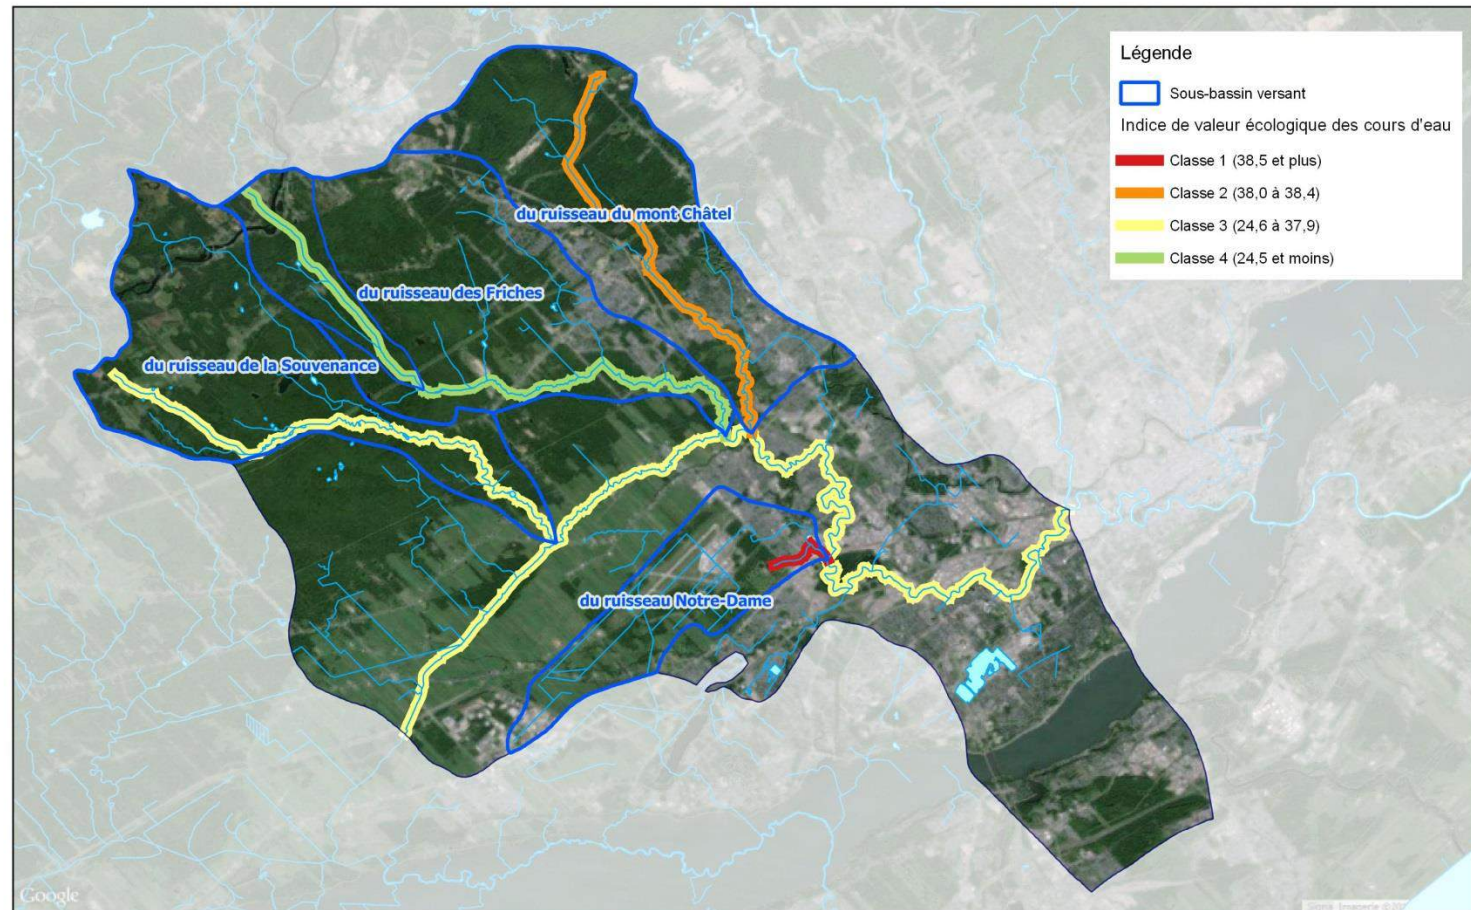 Légende
Sous-bassin versant
Indice de valeur écologique des cours d'eau
Classe 1 (38,5 et plus)
Classe 2 (38,0 à 38,4)
Classe 3 (24,6 à 37,9)
Classe 4 (24,5 et moins)
du ruisseau du mont Châtel
du ruisseau des Friches
du ruisseau de la Souvenance
du ruisseau Notre-Dame
Google